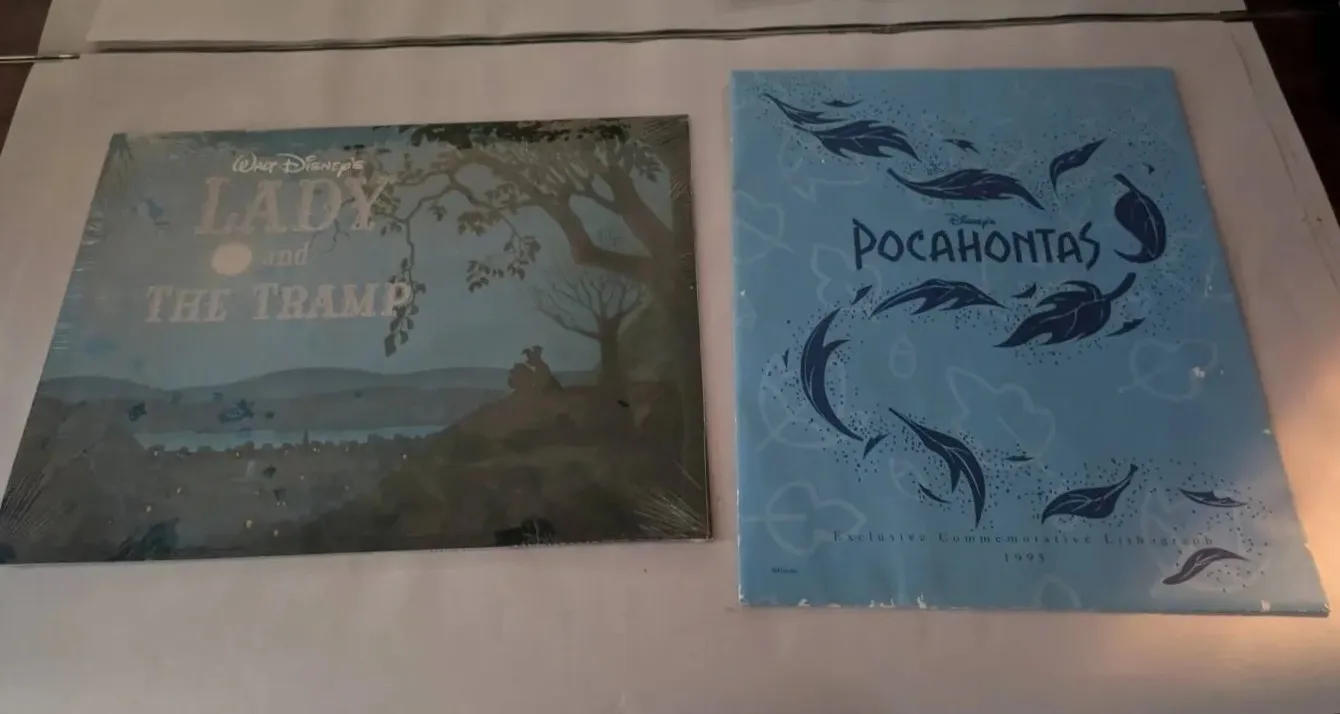 Walt Disney's
LADY
and
THE TRAMP
Disney's
POCAHONTAS
Exclusive Commemorative Lithograph
1995